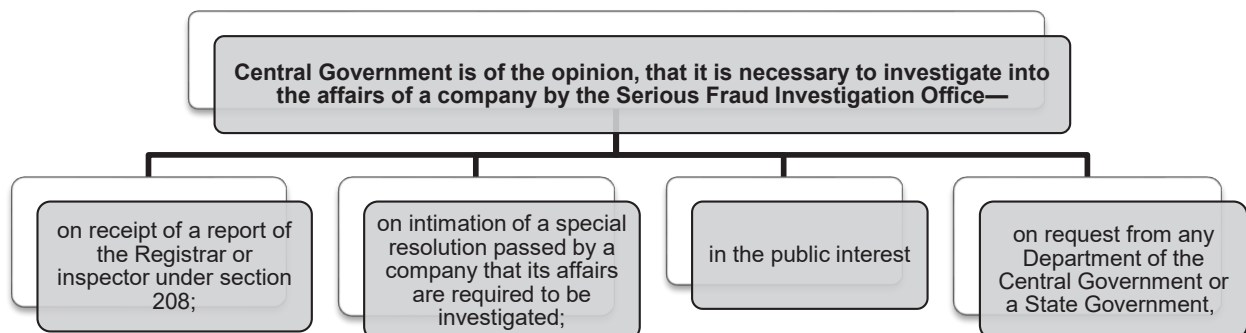 Central Government is of the opinion, that it is necessary to investigate into
the affairs of a company by the Serious Fraud Investigation Office—
on receipt of a report of
the Registrar or
inspector under section
208;
on intimation of a special
resolution passed by a
company that its affairs
are required to be
investigated;
in the public interest
on request from any
Department of the
Central Government or
a State Government,